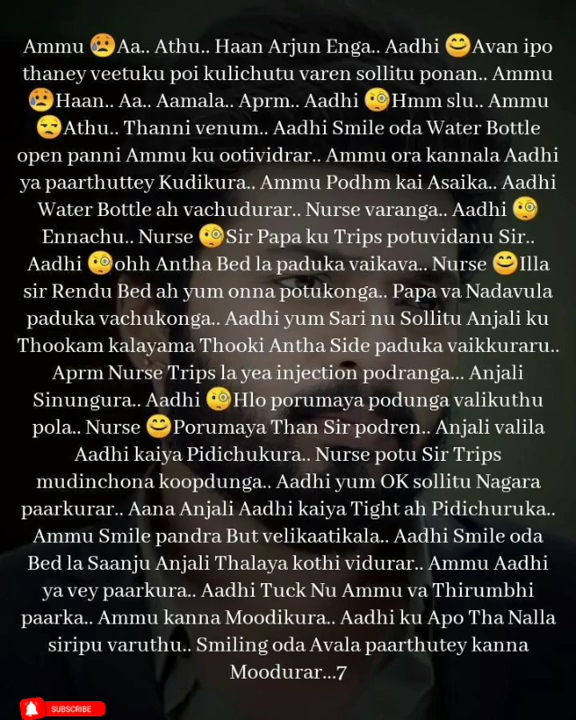 Ammu 😥Aa.. Athu.. Haan Arjun Enga.. Aadhi 😊Avan ipo
thaney veetuku poi kulichutu varen sollitu ponan.. Ammu
😥Haan.. Aa.. Aamala.. Aprm.. Aadhi 🧐Hmm slu.. Ammu
😒Athu.. Thanni venum.. Aadhi Smile oda Water Bottle
open panni Ammu ku ootividrar.. Ammu ora kannala Aadhi
ya paarthuttey Kudikura.. Ammu Podhm kai Asaika.. Aadhi
Water Bottle ah vachudurar.. Nurse varanga.. Aadhi 🧐
Ennachu.. Nurse 🧐Sir Papa ku Trips potuvidanu Sir..
Aadhi 🧐ohh Antha Bed la paduka vaikava.. Nurse 😊Illa
sir Rendu Bed ah yum onna potukonga.. Papa va Nadavula
paduka vachukonga.. Aadhi yum Sari nu Sollitu Anjali ku
Thookam kalayama Thooki Antha Side paduka vaikkuraru..
Aprm Nurse Trips la yea injection podranga... Anjali
Sinungura.. Aadhi 🧐Hlo porumaya podunga valikuthu
pola.. Nurse 😊Porumaya Than Sir podren.. Anjali valila
Aadhi kaiya Pidichukura.. Nurse potu Sir Trips
mudinchona koopdunga.. Aadhi yum OK sollitu Nagara
paarkurar.. Aana Anjali Aadhi kaiya Tight ah Pidichuruka..
Ammu Smile pandra But velikaatikala.. Aadhi Smile oda
Bed la Saanju Anjali Thalaya kothi vidurar.. Ammu Aadhi
ya vey paarkura.. Aadhi Tuck Nu Ammu va Thirumbhi
paarka.. Ammu kanna Moodikura.. Aadhi ku Apo Tha Nalla
siripu varuthu.. Smiling oda Avala paarthutey kanna
Moodurar...7
SUBSCRIBE